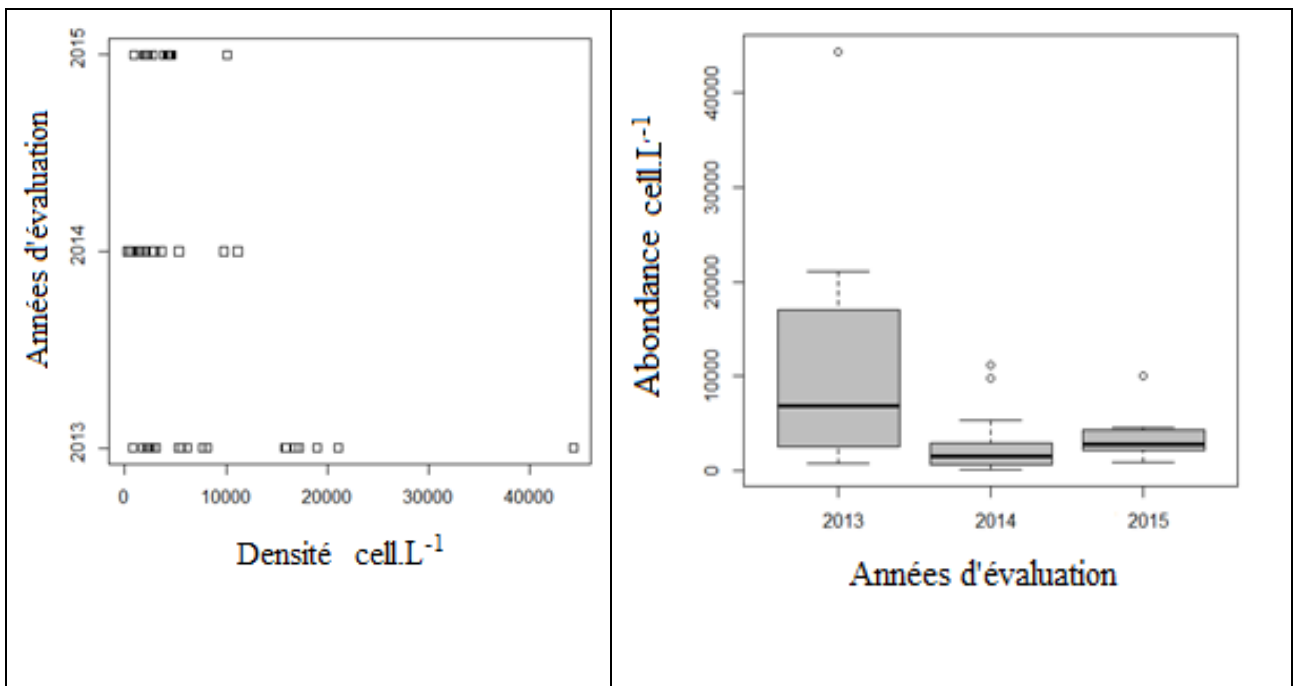 2015
2014
2013
Années d'évaluation
0 10000 20000 30000 40000
Densité cell.L-1
40000
30000
20000
10000
0
Abondance cell.L-1
2013 2014 2015
Années d'évaluation